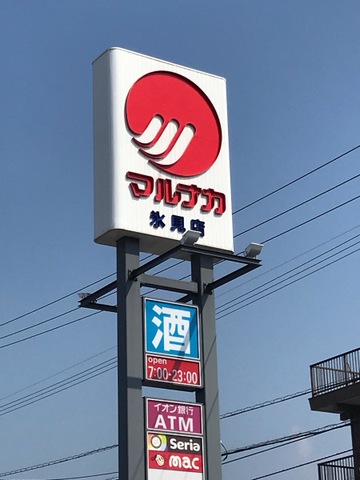 マルナカ
氷見店
酒
open
7:00-23:00
イオン銀行
ATM
Seria
mac